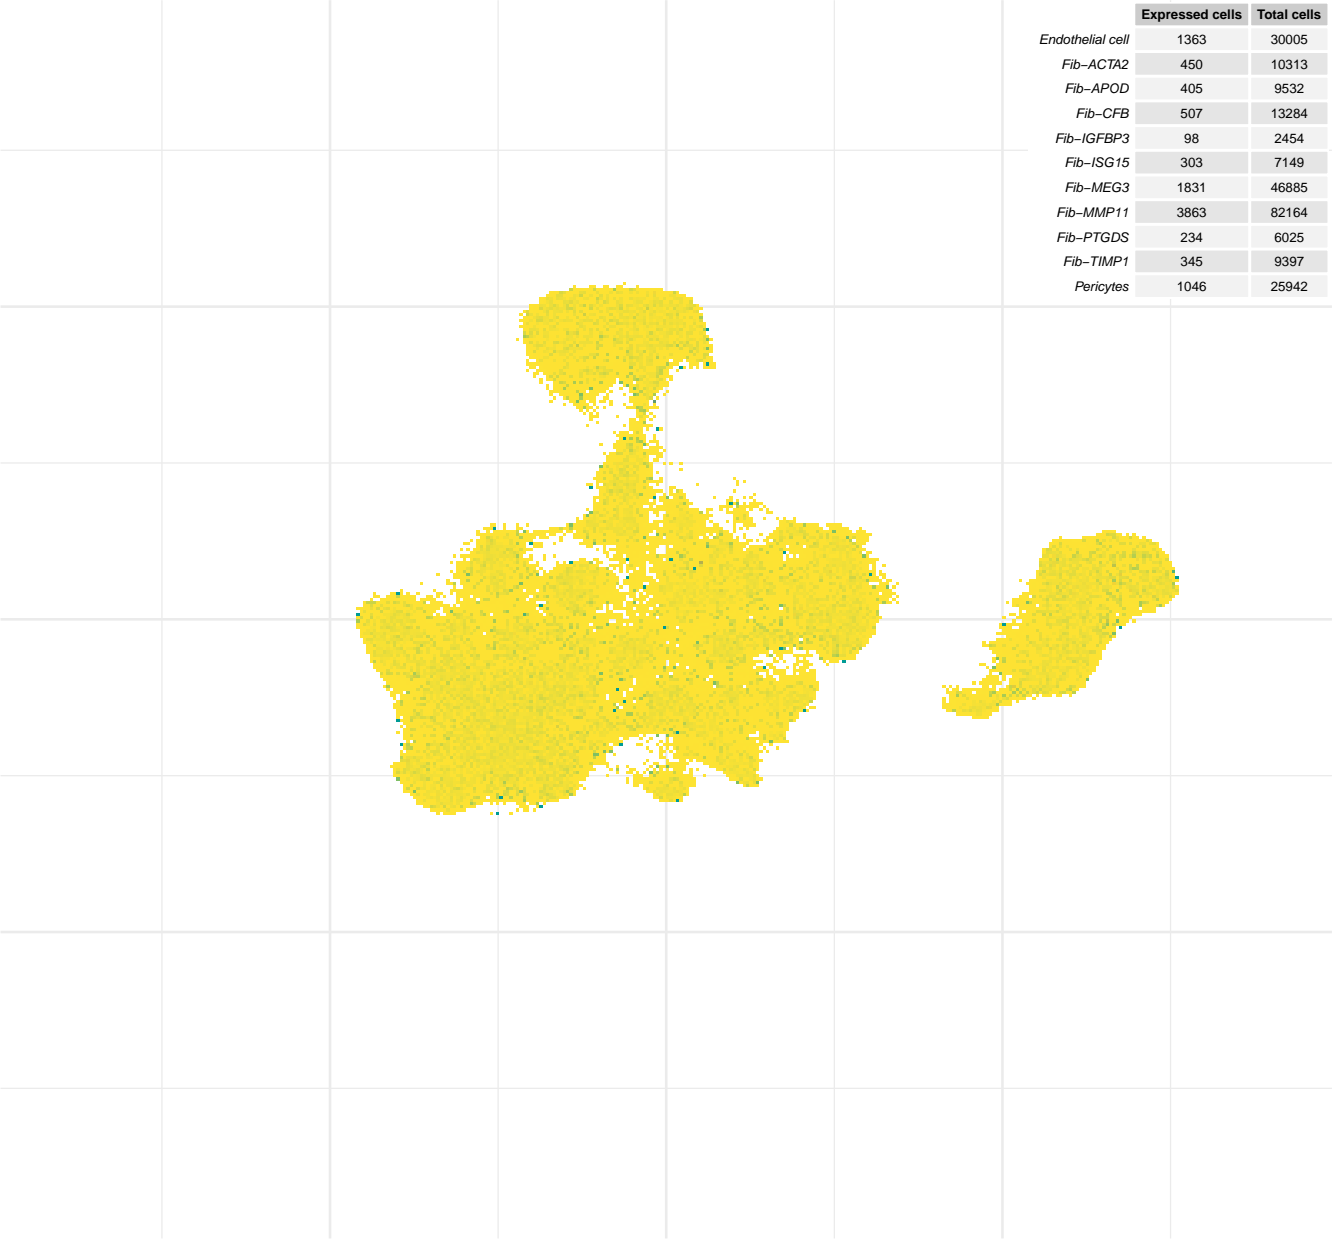 Expressed cells Total cells
Endothelial cell 1363 30005
Fib−ACTA2 450 10313
Fib−APOD 405 9532
Fib−CFB 507 13284
Fib−IGFBP3 98 2454
Fib−ISG15 303 7149
Fib−MEG3 1831 46885
Fib−MMP11 3863 82164
Fib−PTGDS 234 6025
Fib−TIMP1 345 9397
Pericytes 1046 25942